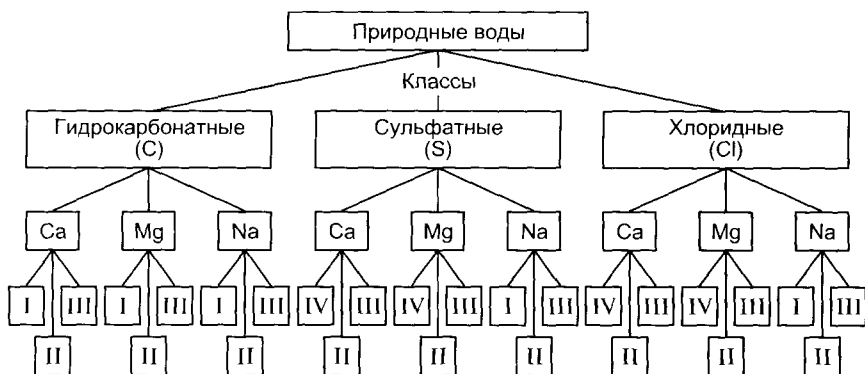 Природные воды
Классы
Гидрокарбонатные
(C)
Сульфатные
(S)
Хлоридные
(Cl)
Ca Mg Na Ca Mg Na Ca Mg Na
I III I III I III IV III IV III I III IV III IV III I III
II II II II II II II II II